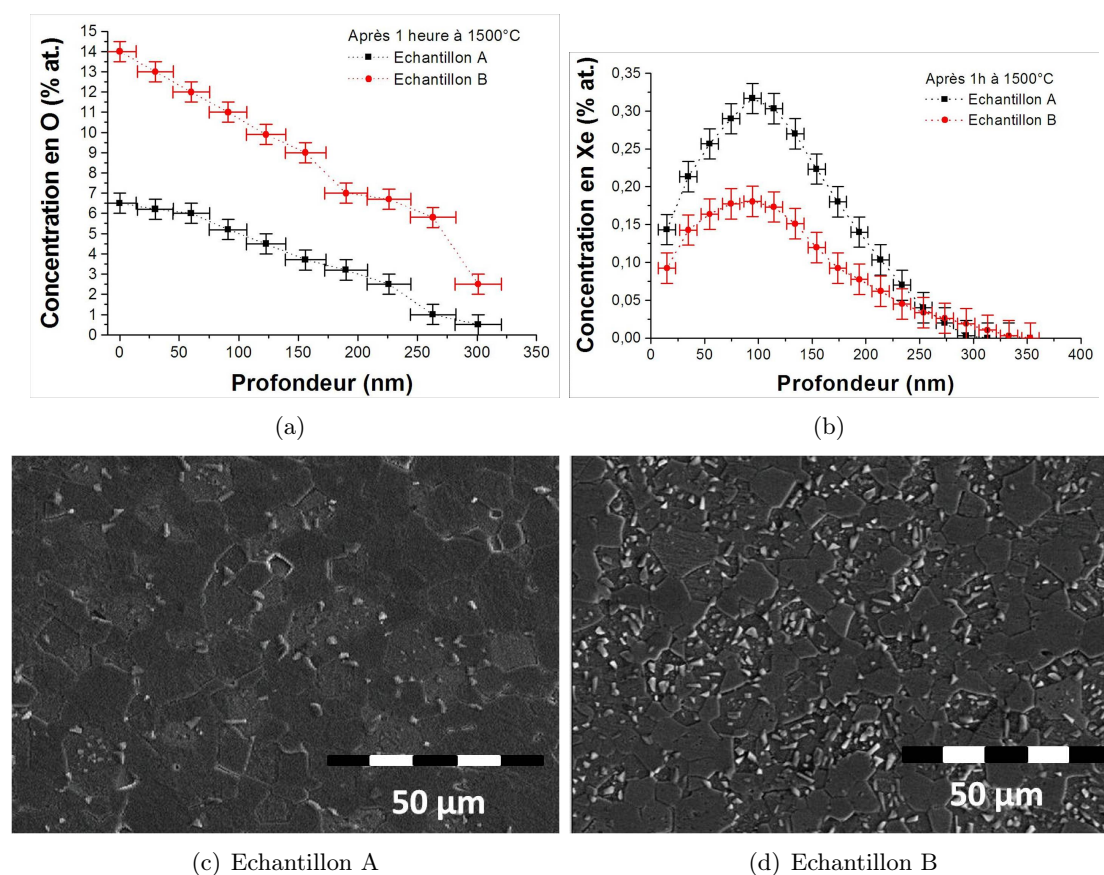 Après 1 heure à 1500°C
Echantillon A
Echantillon B
Concentration en O (% at.)
15
14
13
12
11
10
9
8
7
6
5
4
3
2
1
0
0 50 100 150 200 250 300 350
Profondeur (nm)
(a)
Après 1h à 1500°C
Echantillon A
Echantillon B
Concentration en Xe (% at.)
0,35
0,30
0,25
0,20
0,15
0,10
0,05
0,00
0 50 100 150 200 250 300 350 400
Profondeur (nm)
(b)
50 µm
(c) Echantillon A
50 µm
(d) Echantillon B